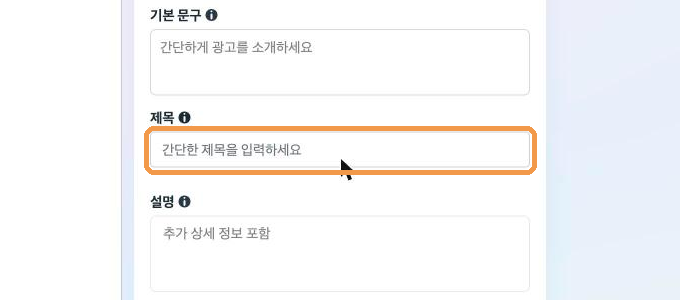 기본 문구
간단하게 광고를 소개하세요
제목
간단한 제목을 입력하세요
설명
추가 상세 정보 포함